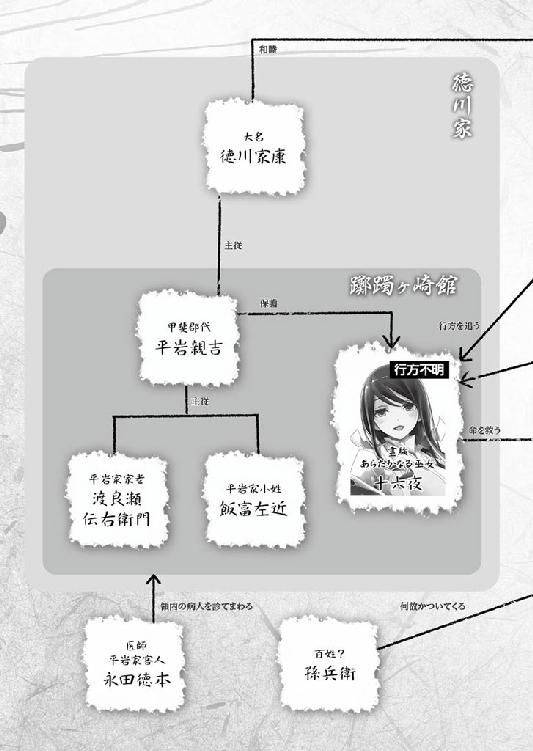 和睦
徳川家
大名
徳川家康
主従
躑躅ヶ崎館
保護
甲斐郡代
平岩親吉
行方を追う
行方不明
主従
命を救う
あらたかなる巫女
十六夜
平岩家家老
渡良瀬
伝右衛門
平岩家小姓
飯富左近
領内の病人を診てまわる
何故かついてくる
医師
平岩家客人
永田徳本
百姓？
孫兵衛